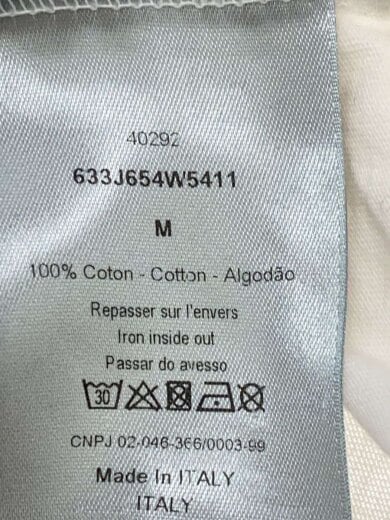 40292
633J654W5411
M
100% Coton - Cotton - Algodão
Repasser sur l'envers
Iron inside out
Passar do avesso
30
CNPJ 02-046-366/0003-99
Made In ITALY
ITALY